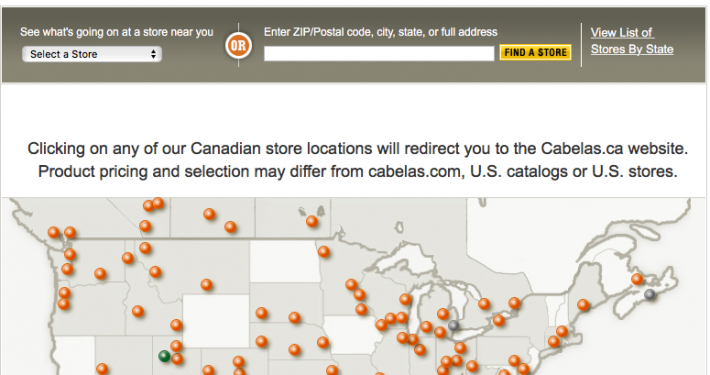 See what's going on at a store near you
Select a Store
OR
Enter ZIP/Postal code, city, state, or full address
FIND A STORE
View List of
Stores By State
Clicking on any of our Canadian store locations will redirect you to the Cabelas.ca website.
Product pricing and selection may differ from cabelas.com, U.S. catalogs or U.S. stores.